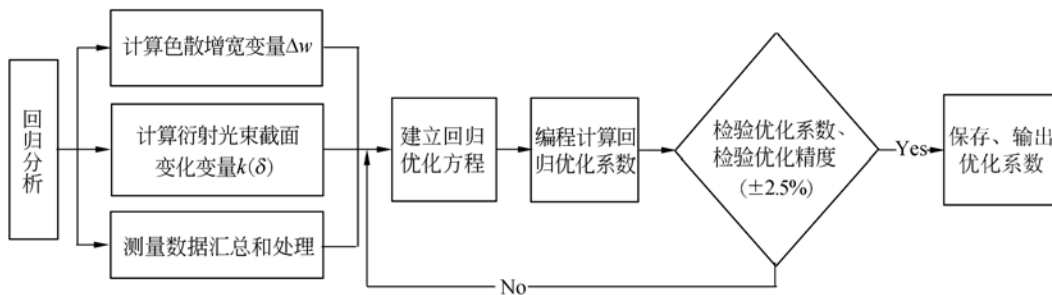 回归分析
计算色散增宽变量Δw
计算衍射光束截面
变化变量k(δ)
测量数据汇总和处理
建立回归
优化方程
编程计算回
归优化系数
检验优化系数、
检验优化精度
(±2.5%)
Yes
保存、输出
优化系数
No